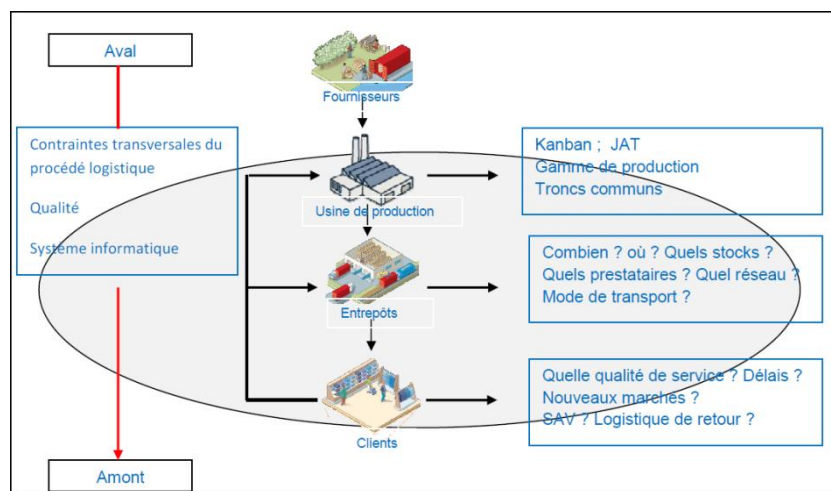 Aval
Fournisseurs
Contraintes transversales du
procédé logistique
Qualité
Système informatique
Usine de production
Kanban ; JAT
Gamme de production
Troncs communs
Entrepôts
Combien ? où ? Quels stocks ?
Quels prestataires ? Quel réseau ?
Mode de transport ?
Clients
Quelle qualité de service ? Délais ?
Nouveaux marchés ?
SAV ? Logistique de retour ?
Amont